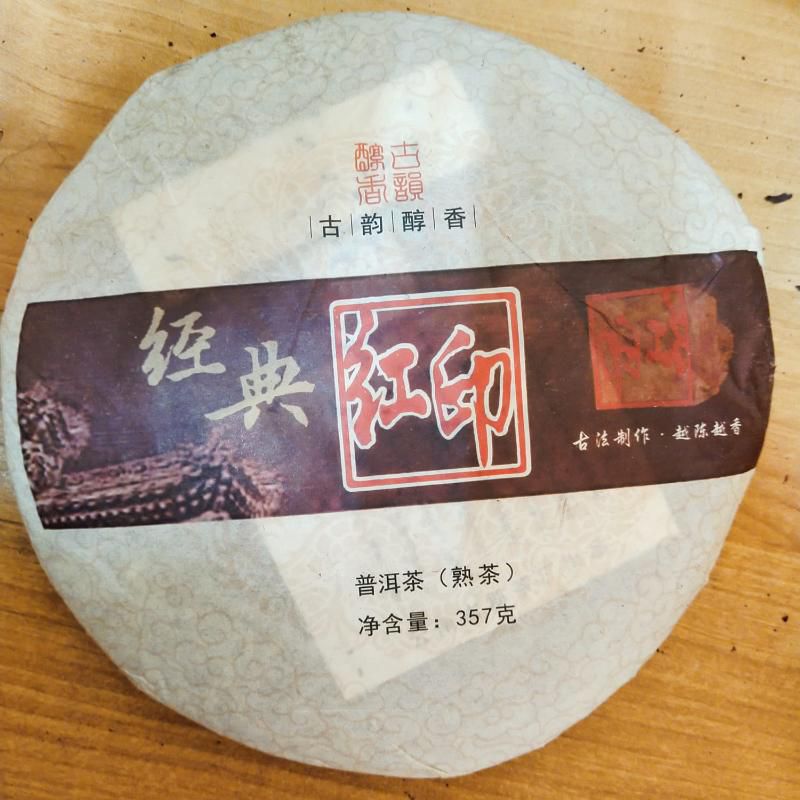 古韻
醇香
古韵醇香
经典
红印
古法制作·越陈越香
普洱茶（熟茶）
净含量：357克